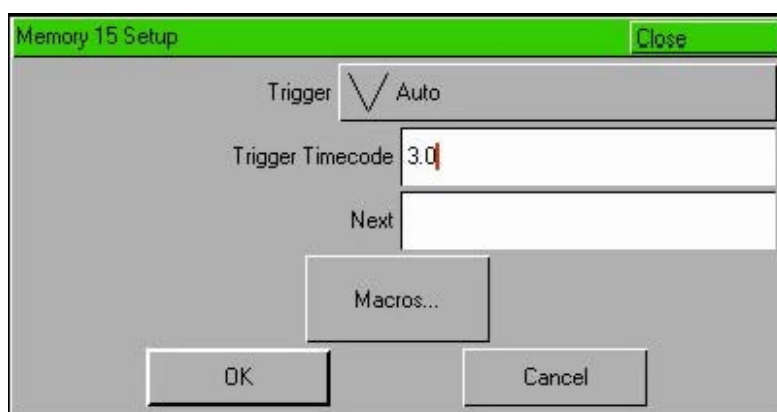 Memory 15 Setup Close
Trigger Auto
Trigger Timecode 3.0
Next
Macros...
OK Cancel